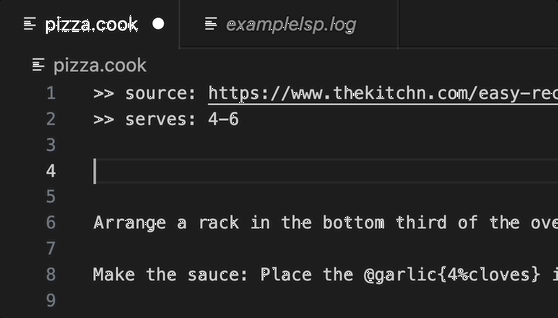 pizza.cook examplelsp.log
pizza.cook
1 >> source: https://www.thekitchn.com/easy-rec
2 >> serves: 4-6
3
4
5
6 Arrange a rack in the bottom third of the ove
7
8 Make the sauce: Place the @garlic{4%cloves} i
9